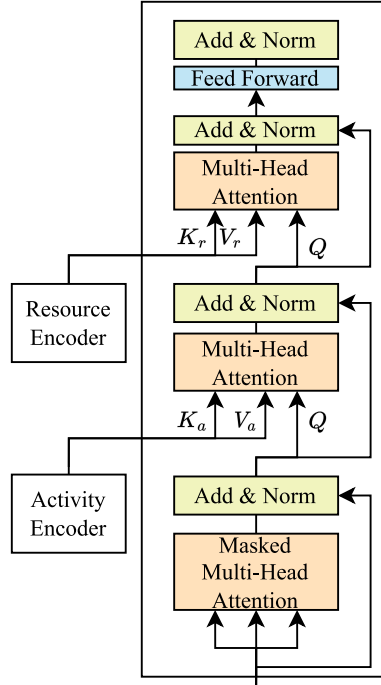 Add & Norm
Feed Forward
Add & Norm
Multi-Head
Attention
K_r V_r Q
Resource
Encoder
Add & Norm
Multi-Head
Attention
K_a V_a Q
Activity
Encoder
Add & Norm
Masked
Multi-Head
Attention